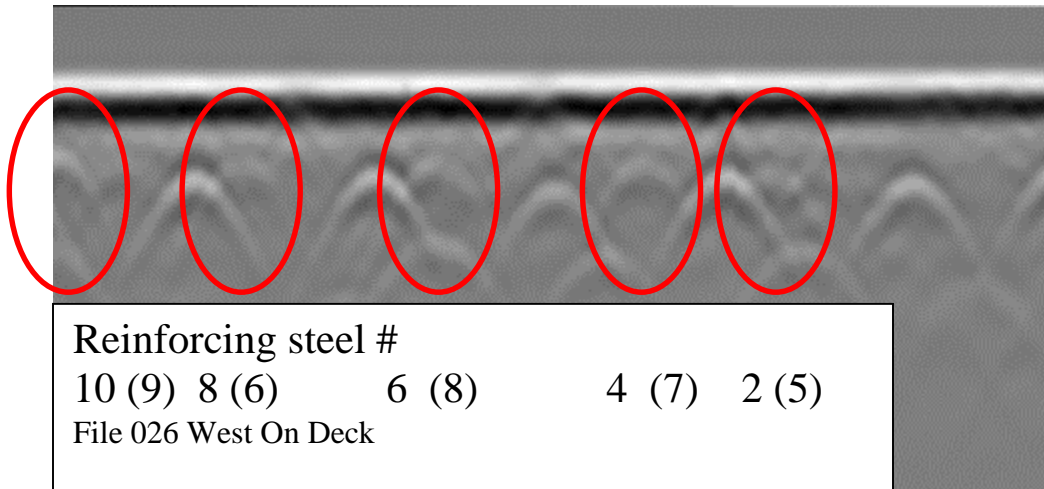 Reinforcing steel #
10 (9) 8 (6) 6 (8) 4 (7) 2 (5)
File 026 West On Deck